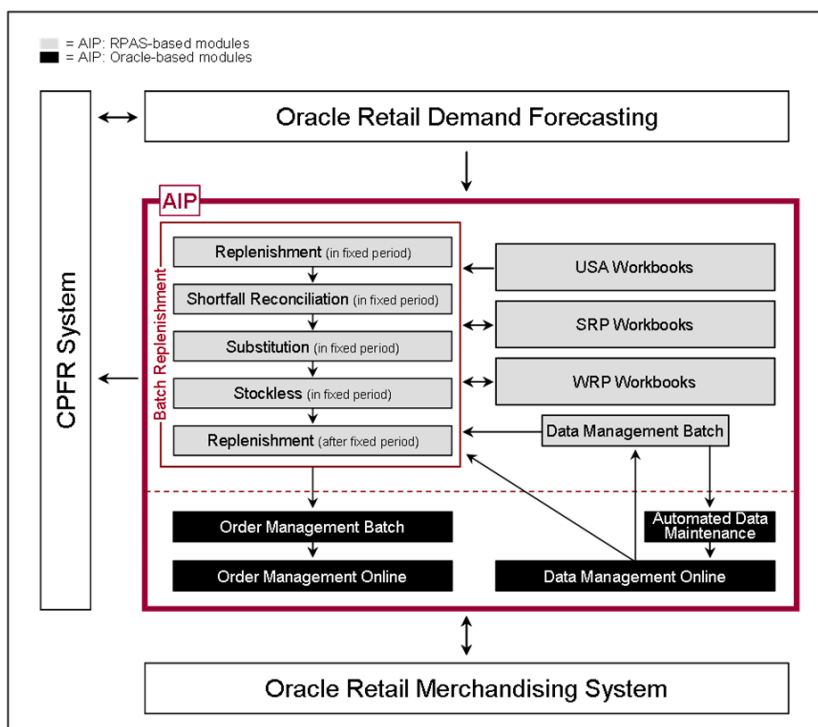 = AIP: RPAS-based modules
= AIP: Oracle-based modules
Oracle Retail Demand Forecasting
CPFR System
AIP
Batch Replenishment
Replenishment (in fixed period)
Shortfall Reconciliation (in fixed period)
Substitution (in fixed period)
Stockless (in fixed period)
Replenishment (after fixed period)
USA Workbooks
SRP Workbooks
WRP Workbooks
Data Management Batch
Order Management Batch
Order Management Online
Automated Data
Maintenance
Data Management Online
Oracle Retail Merchandising System